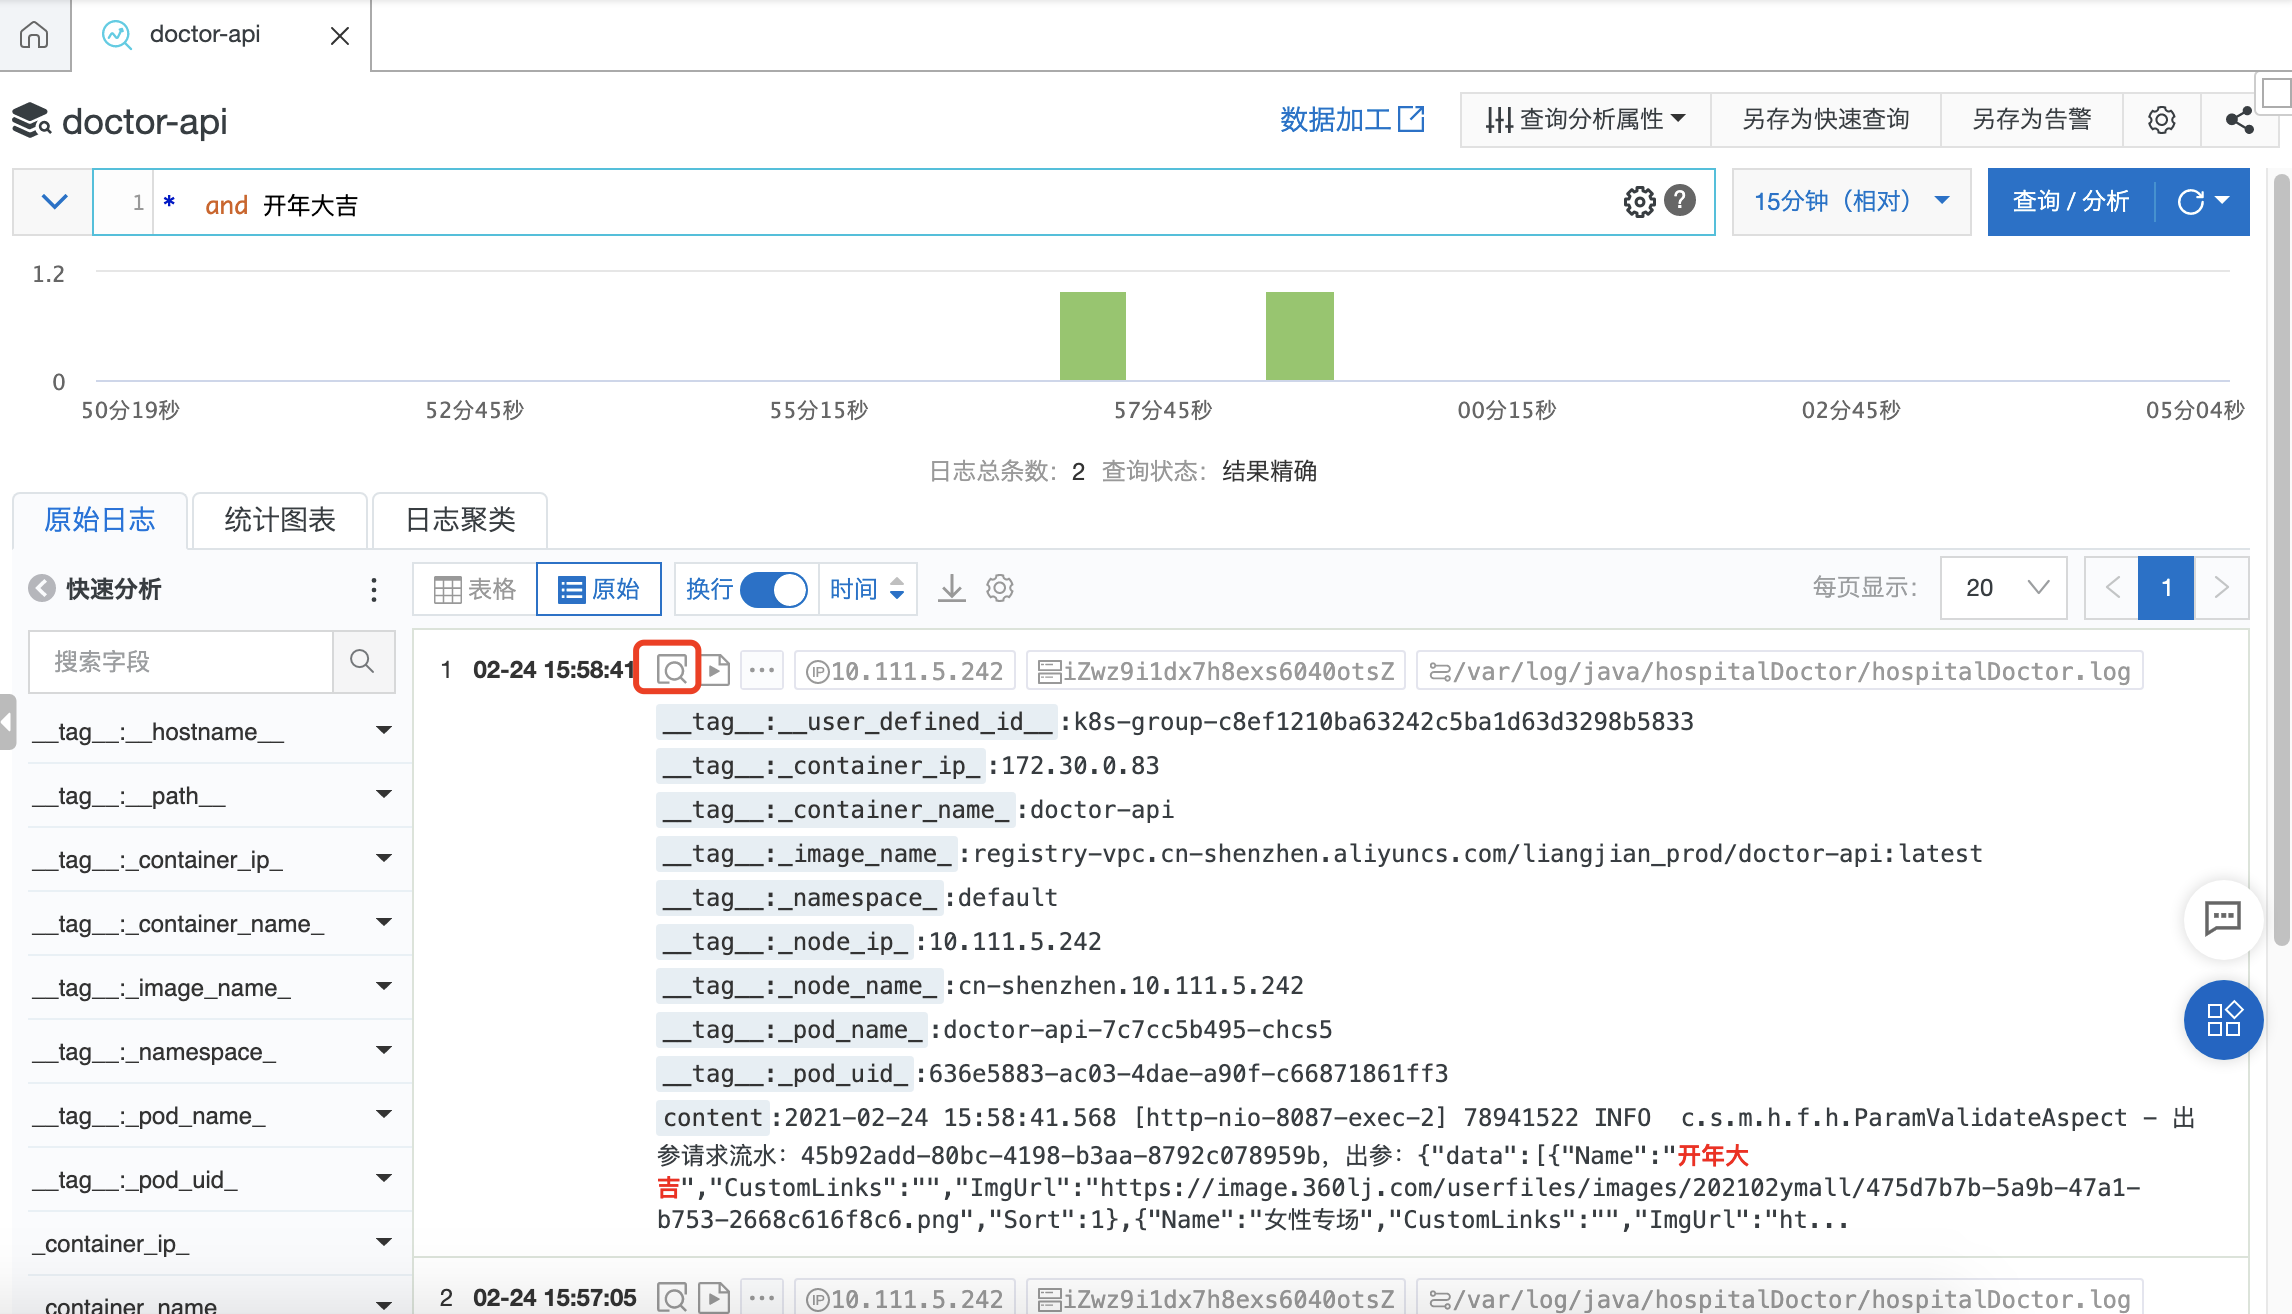 doctor-api
doctor-api
数据加工 查询分析属性 另存为快速查询 另存为告警
1 * and 开年大吉 15分钟（相对） 查询 / 分析
1.2
0
50分19秒 52分45秒 55分15秒 57分45秒 00分15秒 02分45秒 05分04秒
日志总条数: 2 查询状态: 结果精确
原始日志 统计图表 日志聚类
快速分析 表格 原始 换行 时间 每页显示: 20 1
搜索字段
__tag__:__hostname__
__tag__:__path__
__tag__:_container_ip_
__tag__:_container_name_
__tag__:_image_name_
__tag__:_namespace_
__tag__:_pod_name_
__tag__:_pod_uid_
_container_ip_
container_name
1 02-24 15:58:41 ... IP 10.111.5.242 iZwz9i1dx7h8exs6040otsZ /var/log/java/hospitalDoctor/hospitalDoctor.log
__tag__:__user_defined_id__:k8s-group-c8ef1210ba63242c5ba1d63d3298b5833
__tag__:_container_ip_:172.30.0.83
__tag__:_container_name_:doctor-api
__tag__:_image_name_:registry-vpc.cn-shenzhen.aliyuncs.com/liangjian_prod/doctor-api:latest
__tag__:_namespace_:default
__tag__:_node_ip_:10.111.5.242
__tag__:_node_name_:cn-shenzhen.10.111.5.242
__tag__:_pod_name_:doctor-api-7c7cc5b495-chcs5
__tag__:_pod_uid_:636e5883-ac03-4dae-a90f-c66871861ff3
content:2021-02-24 15:58:41.568 [http-nio-8087-exec-2] 78941522 INFO  c.s.m.h.f.h.ParamValidateAspect - 出
参请求流水：45b92add-80bc-4198-b3aa-8792c078959b，出参：{"data":[{"Name":"开年大
吉","CustomLinks":"","ImgUrl":"https://image.360lj.com/userfiles/images/202102ymall/475d7b7b-5a9b-47a1-
b753-2668c616f8c6.png","Sort":1},{"Name":"女性专场","CustomLinks":"","ImgUrl":"ht...
2 02-24 15:57:05 ... IP 10.111.5.242 iZwz9i1dx7h8exs6040otsZ /var/log/java/hospitalDoctor/hospitalDoctor.log